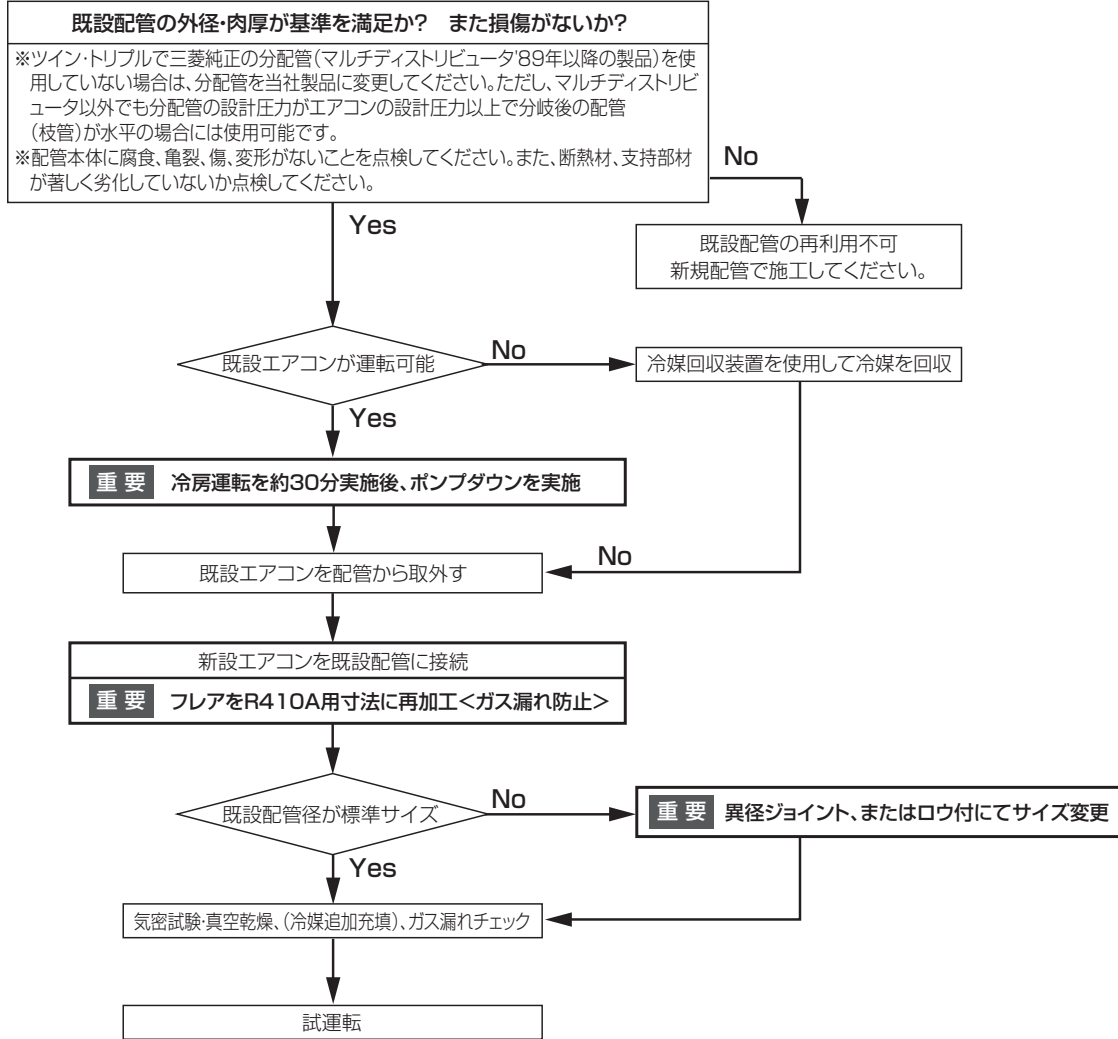 既設配管の外径・肉厚が基準を満足か? また損傷がないか?
※ツイン・トリプルで三菱純正の分配管(マルチディストリビュータ'89年以降の製品)を使
用していない場合は、分配管を当社製品に変更してください。ただし、マルチディストリビ
ュータ以外でも分配管の設計圧力がエアコンの設計圧力以上で分岐後の配管
(枝管)が水平の場合には使用可能です。
※配管本体に腐食、亀裂、傷、変形がないことを点検してください。また、断熱材、支持部材
が著しく劣化していないか点検してください。
No
Yes
既設配管の再利用不可
新規配管で施工してください。
既設エアコンが運転可能
No
冷媒回収装置を使用して冷媒を回収
Yes
重要 冷房運転を約30分実施後、ポンプダウンを実施
No
既設エアコンを配管から取外す
新設エアコンを既設配管に接続
重要 フレアをR410A用寸法に再加工<ガス漏れ防止>
既設配管径が標準サイズ
No
重要 異径ジョイント、またはロウ付にてサイズ変更
Yes
気密試験・真空乾燥、(冷媒追加充填)、ガス漏れチェック
試運転